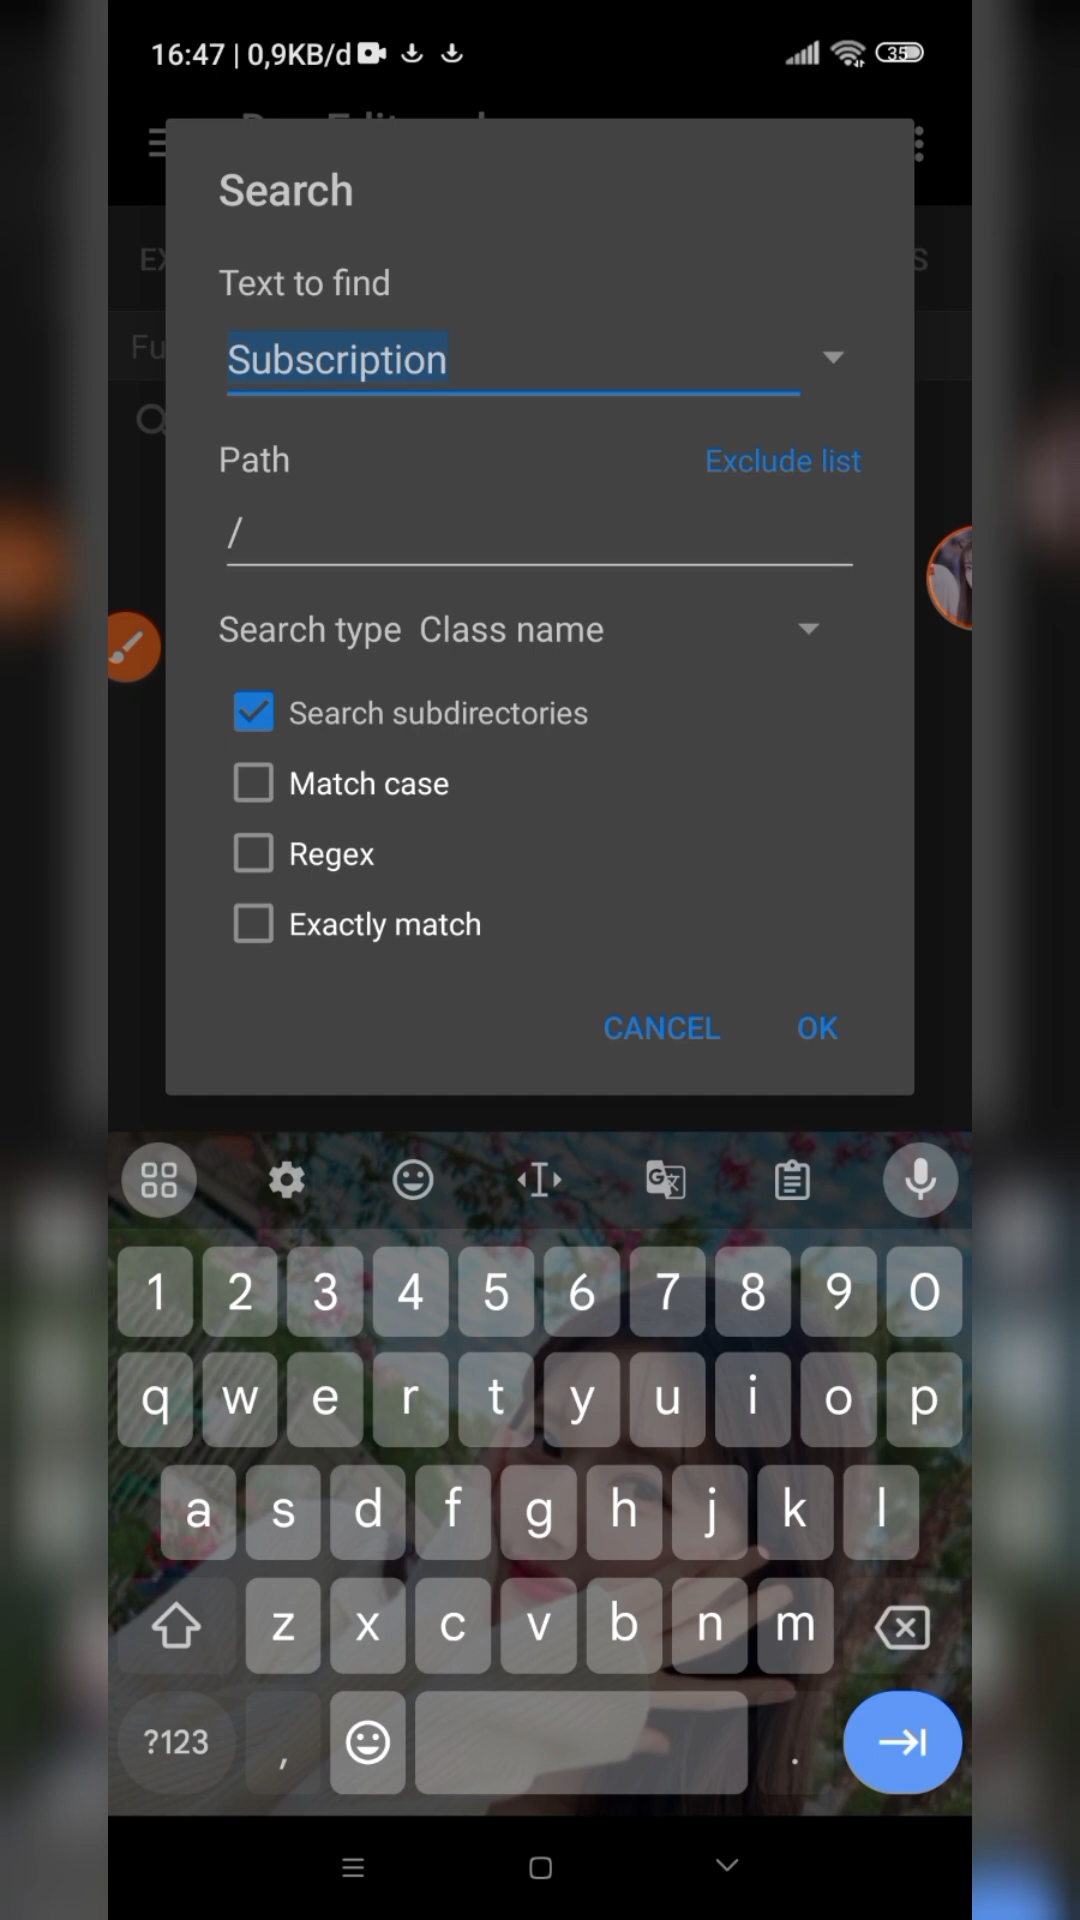 16:47 | 0,9KB/d
35
Search
Text to find
Subscription
Path
Exclude list
/
Search type Class name
Search subdirectories
Match case
Regex
Exactly match
CANCEL OK
1 2 3 4 5 6 7 8 9 0
q w e r t y u i o p
a s d f g h j k l
z x c v b n m
?123 , .